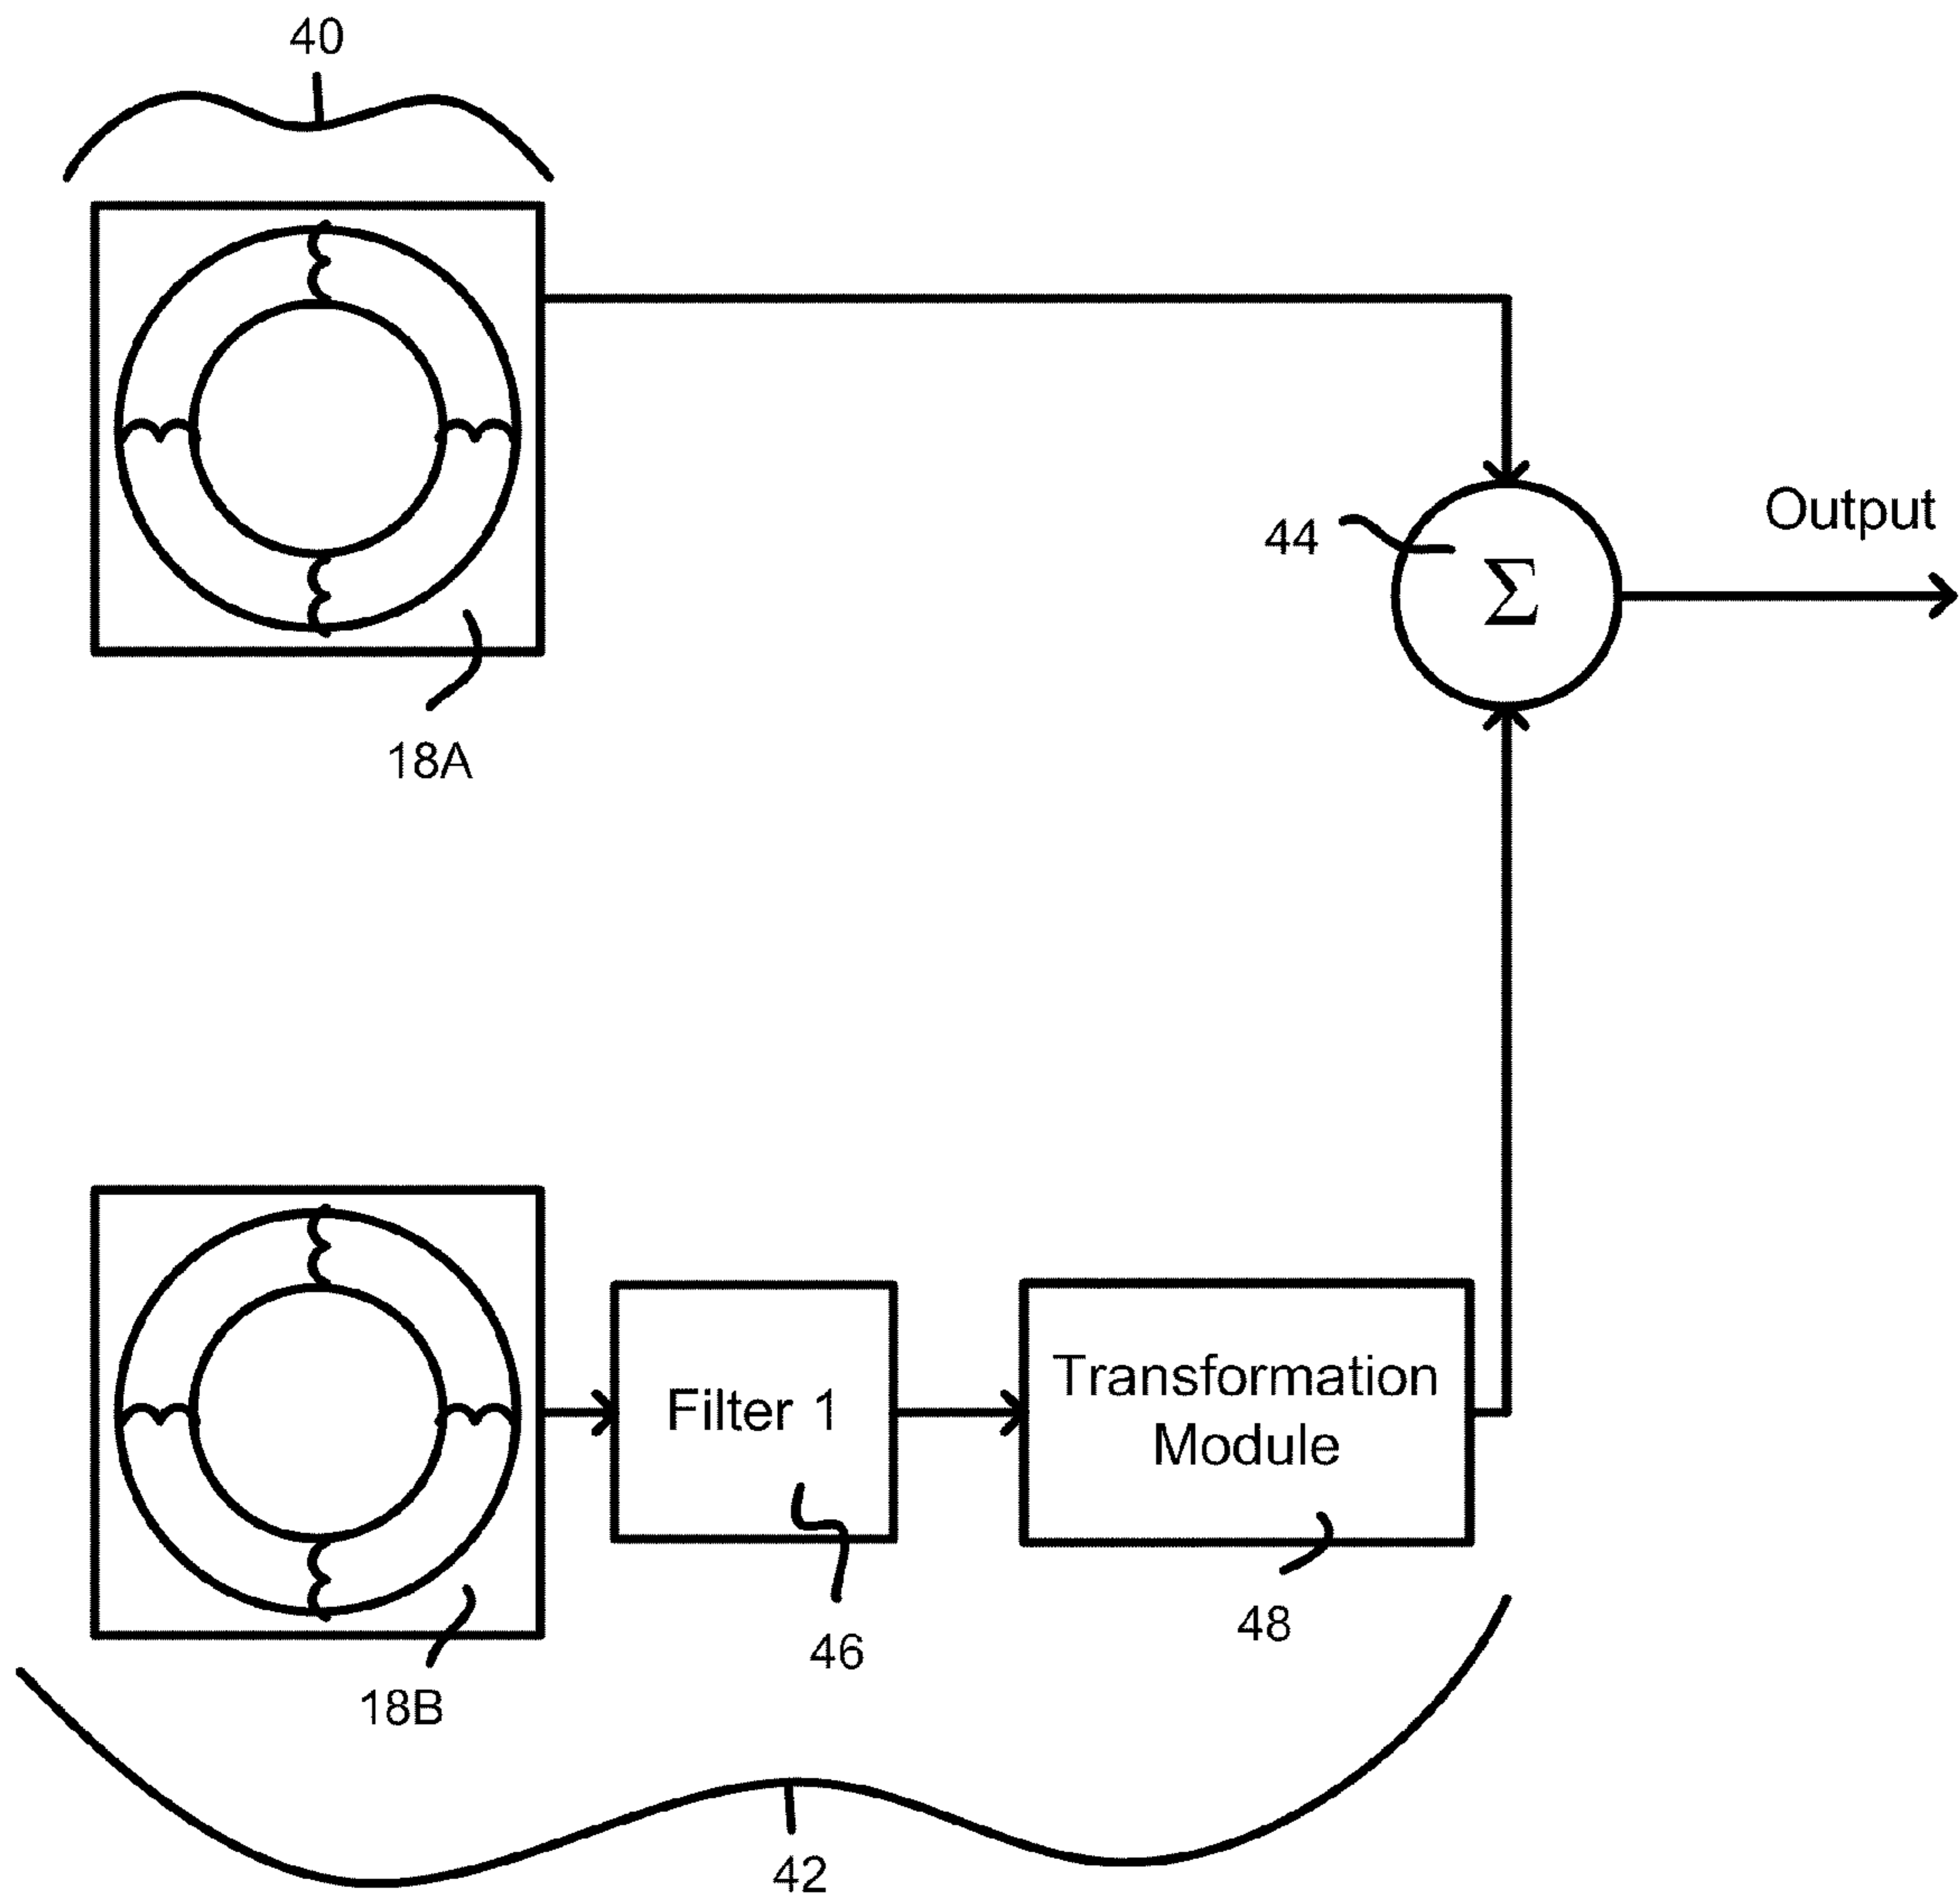 40
18A
44
Σ
Output
Filter 1
Transformation
Module
46
48
18B
42